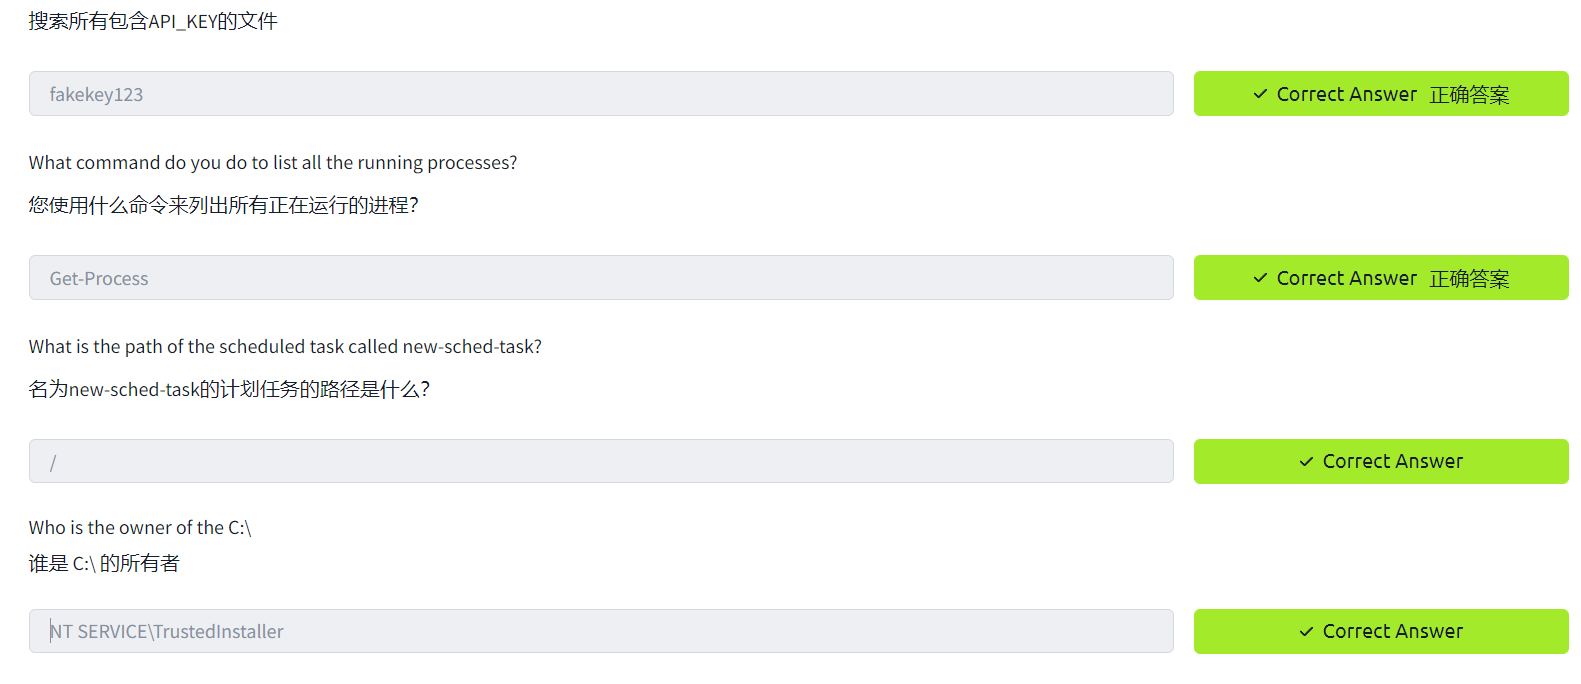 搜索所有包含API_KEY的文件
fakekey123
Correct Answer 正确答案
What command do you do to list all the running processes?
您使用什么命令来列出所有正在运行的进程？
Get-Process
Correct Answer 正确答案
What is the path of the scheduled task called new-sched-task?
名为new-sched-task的计划任务的路径是什么？
/
Correct Answer
Who is the owner of the C:\
谁是 C:\ 的所有者
NT SERVICE\TrustedInstaller
Correct Answer